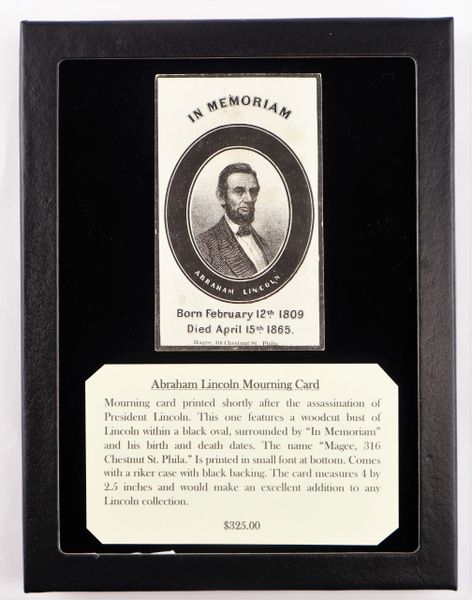 IN MEMORIAM
ABRAHAM LINCOLN
Born February 12th 1809
Died April 15th 1865.
Magee, 316 Chestnut St. Phila.
Abraham Lincoln Mourning Card
Mourning card printed shortly after the assassination of
President Lincoln. This one features a woodcut bust of
Lincoln within a black oval, surrounded by “In Memoriam”
and his birth and death dates. The name “Magee, 316
Chestnut St. Phila.” Is printed in small font at bottom. Comes
with a riker case with black backing. The card measures 4 by
2.5 inches and would make an excellent addition to any
Lincoln collection.
$325.00